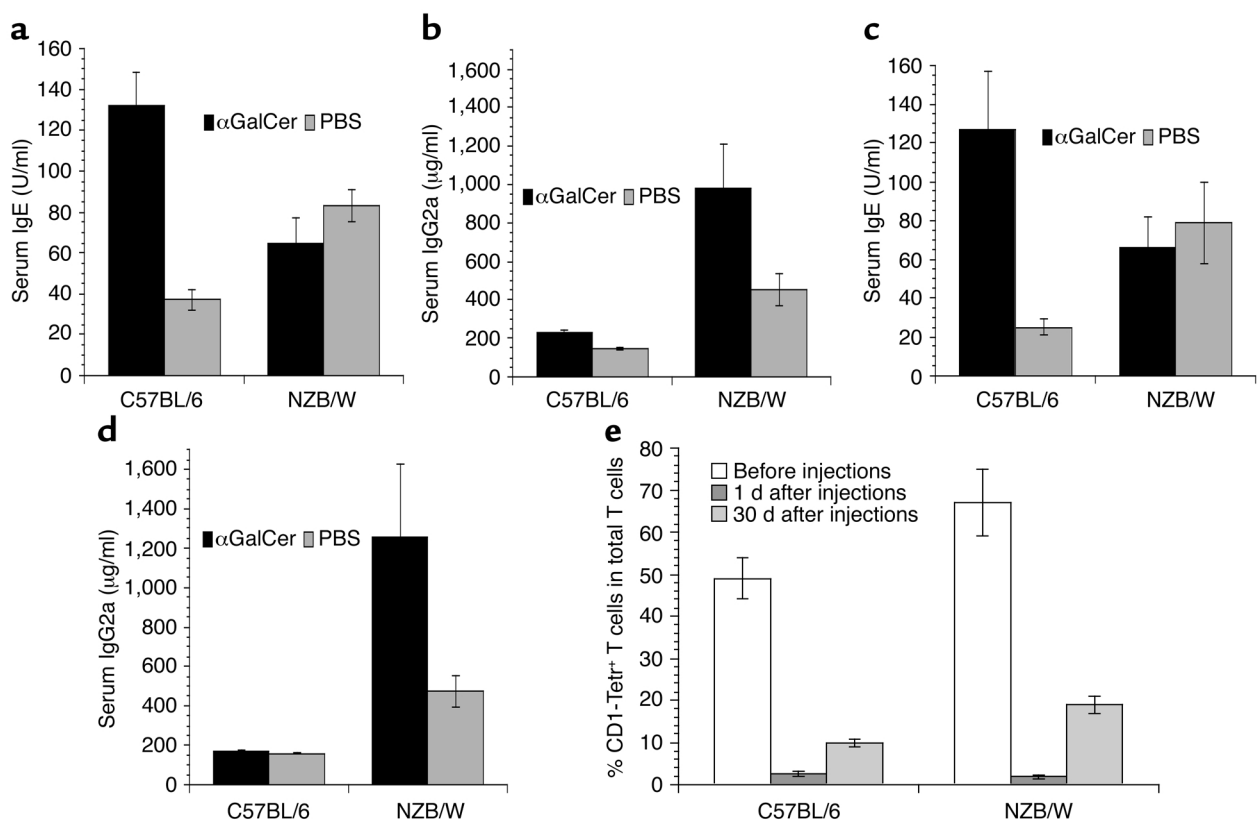 a
Serum IgE (U/ml)
160
140
120
100
80
60
40
20
0
αGalCer PBS
C57BL/6 NZB/W
b
Serum IgG2a (μg/ml)
1,600
1,400
1,200
1,000
800
600
400
200
0
αGalCer PBS
C57BL/6 NZB/W
c
Serum IgE (U/ml)
160
140
120
100
80
60
40
20
0
αGalCer PBS
C57BL/6 NZB/W
d
Serum IgG2a (μg/ml)
1,600
1,400
1,200
1,000
800
600
400
200
0
αGalCer PBS
C57BL/6 NZB/W
e
% CD1-Tetr⁺ T cells in total T cells
80
70
60
50
40
30
20
10
0
Before injections
1 d after injections
30 d after injections
C57BL/6 NZB/W